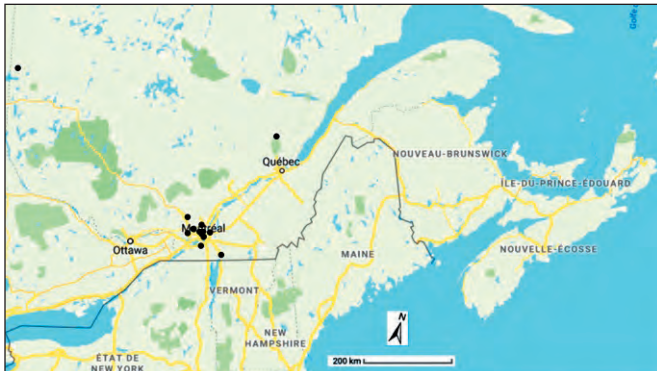 Golfe
Québec
NOUVEAU-BRUNSWICK
ÎLE-DU-PRINCE-ÉDOUARD
Montréal
Ottawa
NOUVELLE-ÉCOSSE
MAINE
VERMONT
NEW
HAMPSHIRE
N
ÉTAT DE
NEW YORK
200 km